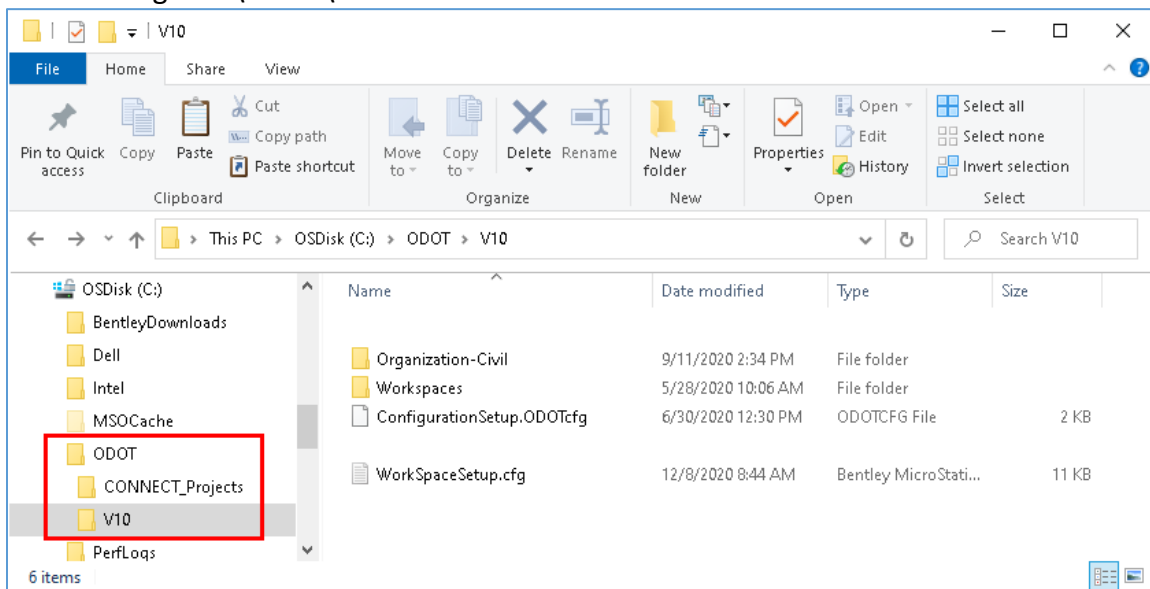 V10
File Home Share View
Pin to Quick access
Copy
Paste
Cut
Copy path
Paste shortcut
Clipboard
Move to
Copy to
Delete
Rename
Organize
New folder
New
Properties
Open
Edit
History
Open
Select all
Select none
Invert selection
Select
This PC > OSDisk (C:) > ODOT > V10
Search V10
OSDisk (C:)
BentleyDownloads
Dell
Intel
MSOCache
ODOT
CONNECT_Projects
V10
PerfLogs
Name Date modified Type Size
Organization-Civil 9/11/2020 2:34 PM File folder
Workspaces 5/28/2020 10:06 AM File folder
ConfigurationSetup.ODOTcfg 6/30/2020 12:30 PM ODOTCFG File 2 KB
WorkSpaceSetup.cfg 12/8/2020 8:44 AM Bentley MicroStati... 11 KB
6 items